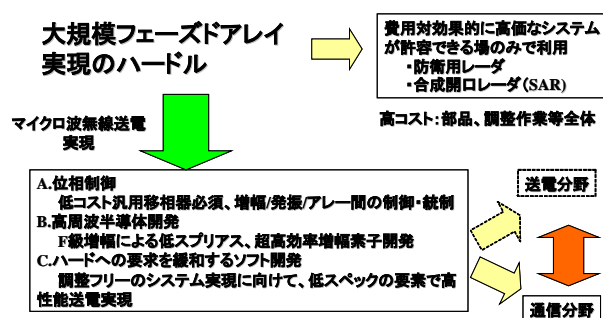 大規模フェーズドアレイ
実現のハードル
費用対効果的に高価なシステム
が許容できる場のみで利用
・防衛用レーダ
・合成開口レーダ(SAR)
高コスト：部品、調整作業等全体
マイクロ波無線送電
実現
A.位相制御
低コスト汎用移相器必須、増幅/発振/アレー間の制御・統制
B.高周波半導体開発
F級増幅による低スプリアス、超高効率増幅素子開発
C.ハードへの要求を緩和するソフト開発
調整フリーのシステム実現に向けて、低スペックの要素で高
性能送電実現
送電分野
通信分野